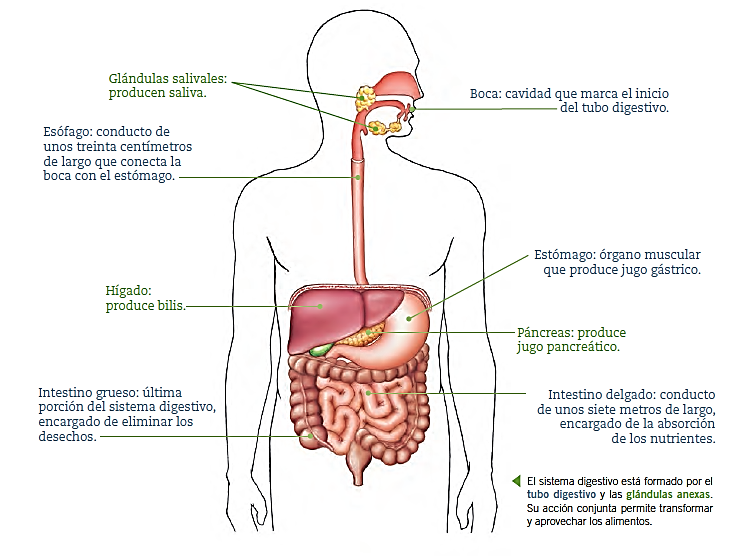 Glándulas salivales:
producen saliva.
Boca: cavidad que marca el inicio
del tubo digestivo.
Esófago: conducto de
unos treinta centímetros
de largo que conecta la
boca con el estómago.
Estómago: órgano muscular
que produce jugo gástrico.
Hígado:
produce bilis.
Páncreas: produce
jugo pancreático.
Intestino grueso: última
porción del sistema digestivo,
encargado de eliminar los
desechos.
Intestino delgado: conducto
de unos siete metros de largo,
encargado de la absorción
de los nutrientes.
El sistema digestivo está formado por el
tubo digestivo y las glándulas anexas.
Su acción conjunta permite transformar
y aprovechar los alimentos.